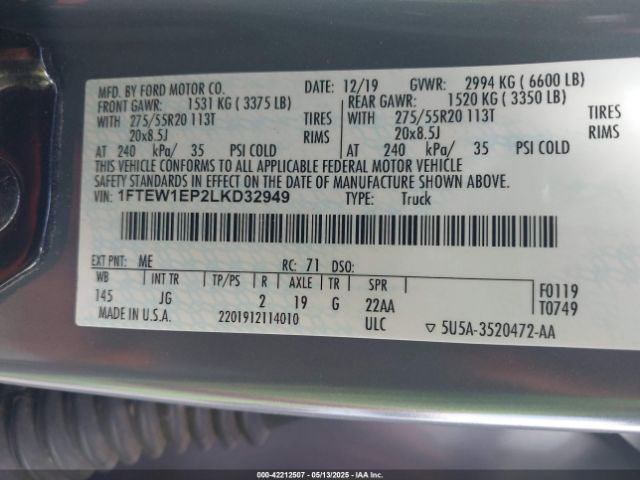 MFD. BY FORD MOTOR CO. DATE: 12/19 GVWR: 2994 KG ( 6600 LB)
FRONT GAWR: 1531 KG ( 3375 LB) REAR GAWR: 1520 KG ( 3350 LB)
WITH 275/55R20 113T TIRES WITH 275/55R20 113T TIRES
20x8.5J RIMS 20x8.5J RIMS
AT 240 kPa/ 35 PSI COLD AT 240 kPa/ 35 PSI COLD
THIS VEHICLE CONFORMS TO ALL APPLICABLE FEDERAL MOTOR VEHICLE
SAFETY STANDARDS IN EFFECT ON THE DATE OF MANUFACTURE SHOWN ABOVE.
VIN: 1FTEW1EP2LKD32949 TYPE: Truck
EXT PNT: ME RC: 71 DSO:
WB INT TR TP/PS R AXLE TR SPR
145 JG 2 19 G 22AA
F0119
T0749
MADE IN U.S.A. 2201912114010 ULC ▽ 5U5A-3520472-AA
000-42212507 05/13/2025 COPYRIGHT IAA, LLC.